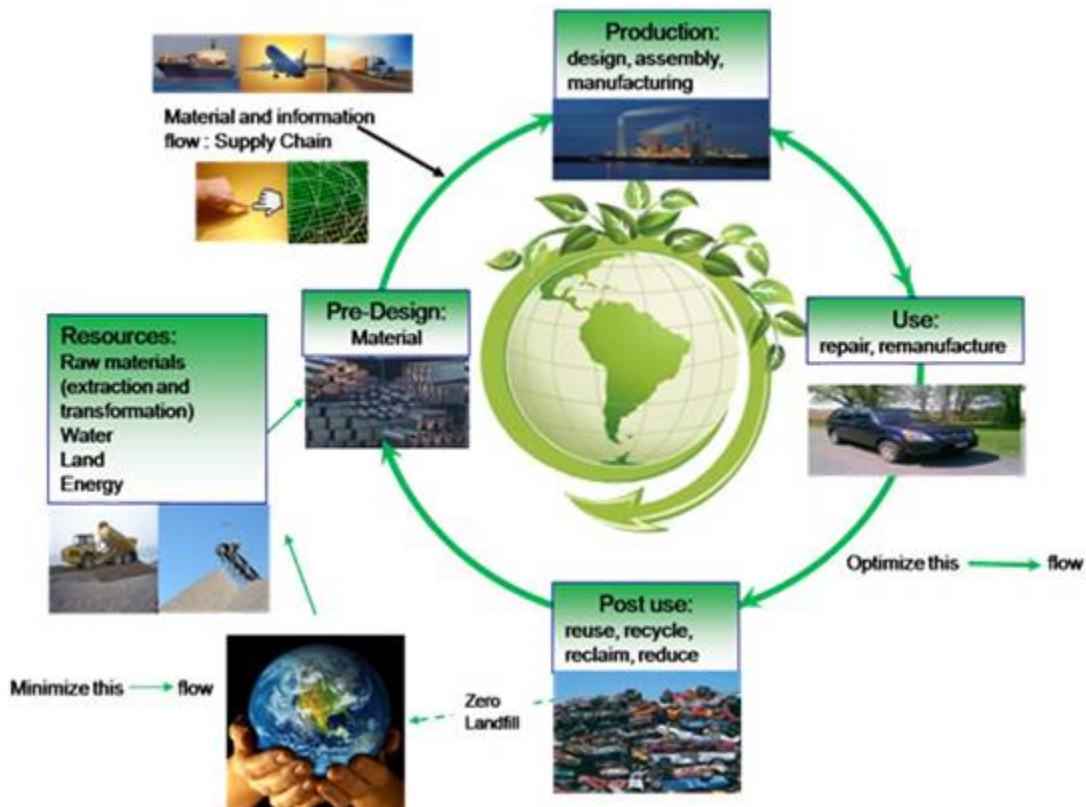 Production:
design, assembly,
manufacturing
Material and information
flow : Supply Chain
Pre-Design:
Material
Resources:
Raw materials
(extraction and
transformation)
Water
Land
Energy
Use:
repair, remanufacture
Optimize this flow
Post use:
reuse, recycle,
reclaim, reduce
Minimize this flow
Zero
Landfill